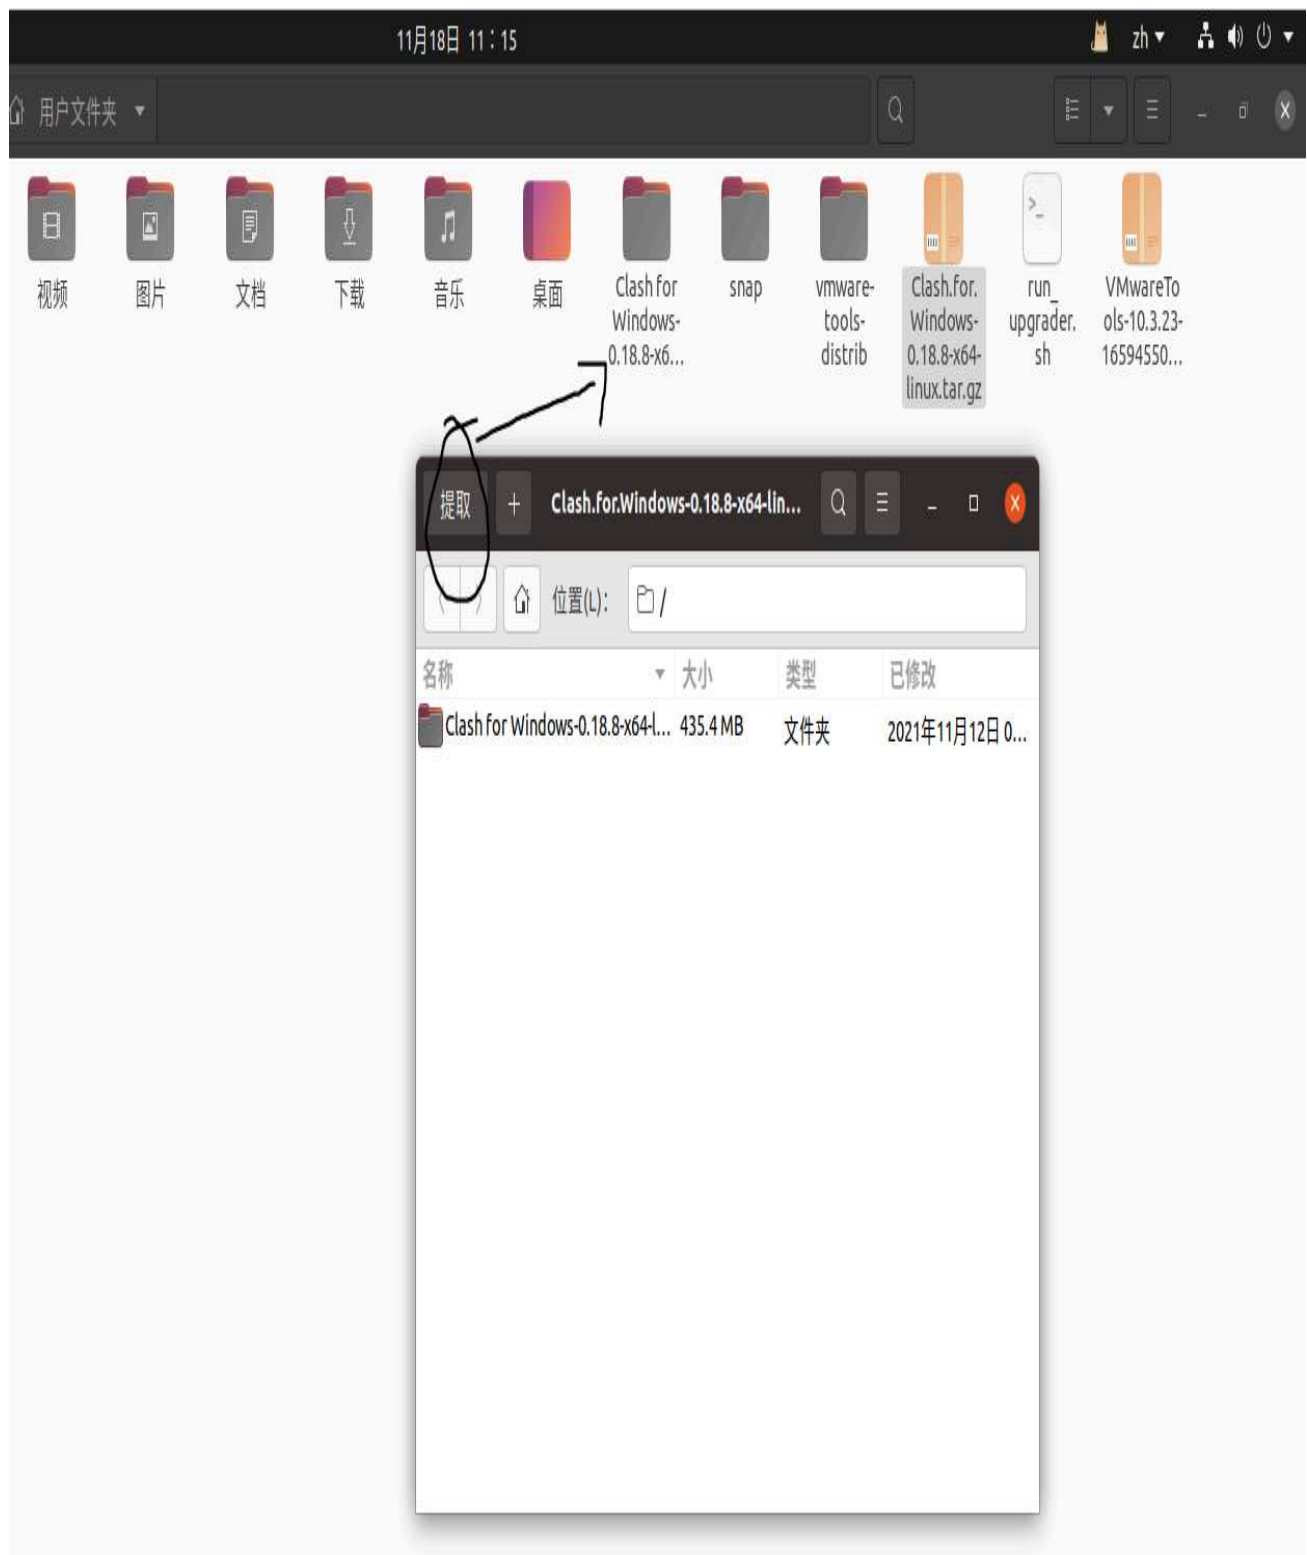 11月18日 11：15
zh
用户文件夹
视频
图片
文档
下载
音乐
桌面
Clash for
Windows-
0.18.8-x6...
snap
vmware-
tools-
distrib
Clash.for.
Windows-
0.18.8-x64-
linux.tar.gz
run_
upgrader.
sh
VMwareTo
ols-10.3.23-
16594550...
提取
Clash.for.Windows-0.18.8-x64-lin...
位置(L):
/
名称 大小 类型 已修改
Clash for Windows-0.18.8-x64-l... 435.4 MB 文件夹 2021年11月12日 0...